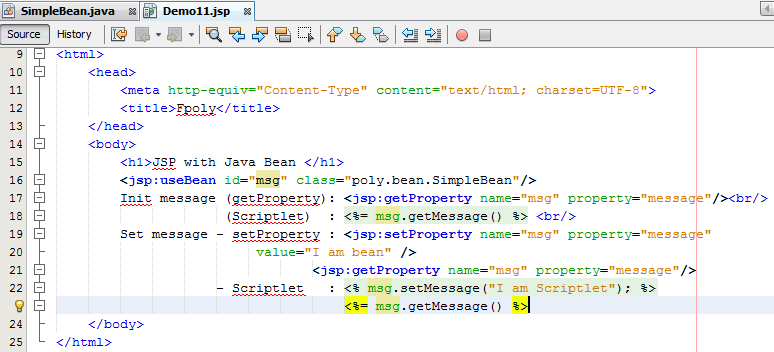 SimpleBean.java Demo11.jsp
Source History
9 <html>
10 <head>
11 <meta http-equiv="Content-Type" content="text/html; charset=UTF-8">
12 <title>Fpoly</title>
13 </head>
14 <body>
15 <h1>JSP with Java Bean </h1>
16 <jsp:useBean id="msg" class="poly.bean.SimpleBean"/>
17 Init message (getProperty): <jsp:getProperty name="msg" property="message"/><br/>
18 (Scriptlet) : <%= msg.getMessage() %> <br/>
19 Set message - setProperty : <jsp:setProperty name="msg" property="message"
20 value="I am bean" />
21 <jsp:getProperty name="msg" property="message"/>
22 - Scriptlet : <% msg.setMessage("I am Scriptlet"); %>
<%= msg.getMessage() %>
24 </body>
25 </html>